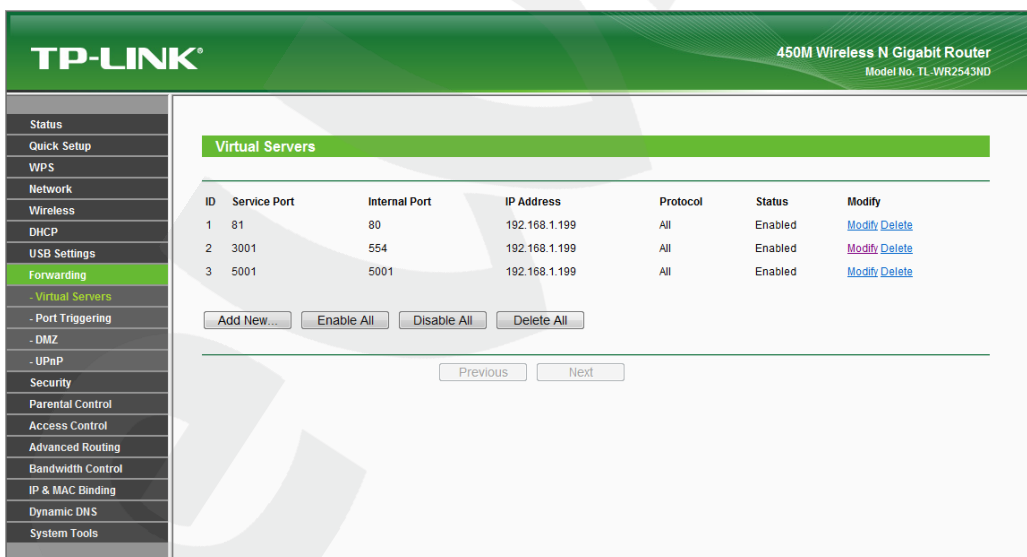 TP-LINK®
450M Wireless N Gigabit Router
Model No. TL-WR2543ND
Status
Quick Setup
WPS
Network
Wireless
DHCP
USB Settings
Forwarding
- Virtual Servers
- Port Triggering
- DMZ
- UPnP
Security
Parental Control
Access Control
Advanced Routing
Bandwidth Control
IP & MAC Binding
Dynamic DNS
System Tools
Virtual Servers
ID Service Port Internal Port IP Address Protocol Status Modify
1 81 80 192.168.1.199 All Enabled Modify Delete
2 3001 554 192.168.1.199 All Enabled Modify Delete
3 5001 5001 192.168.1.199 All Enabled Modify Delete
Add New... Enable All Disable All Delete All
Previous Next